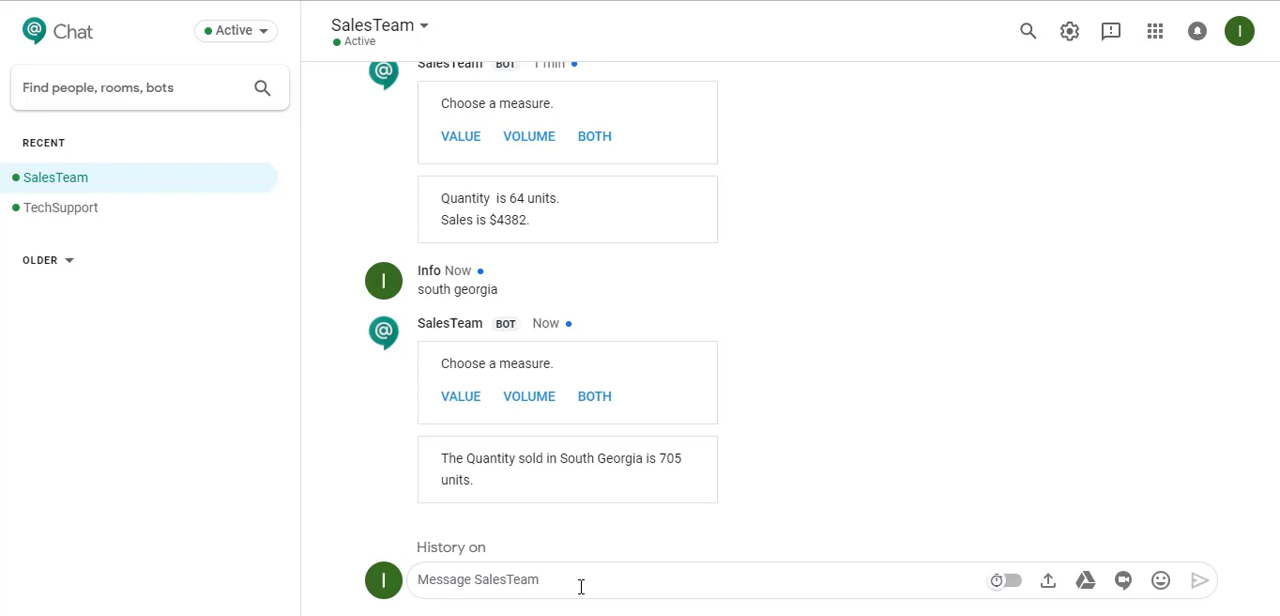 Chat
Active
SalesTeam
Active
I
Find people, rooms, bots
RECENT
SalesTeam
TechSupport
OLDER
SalesTeam BOT 1 min
Choose a measure.
VALUE VOLUME BOTH
Quantity is 64 units.
Sales is $4382.
I
Info Now
south georgia
SalesTeam BOT Now
Choose a measure.
VALUE VOLUME BOTH
The Quantity sold in South Georgia is 705
units.
History on
I
Message SalesTeam